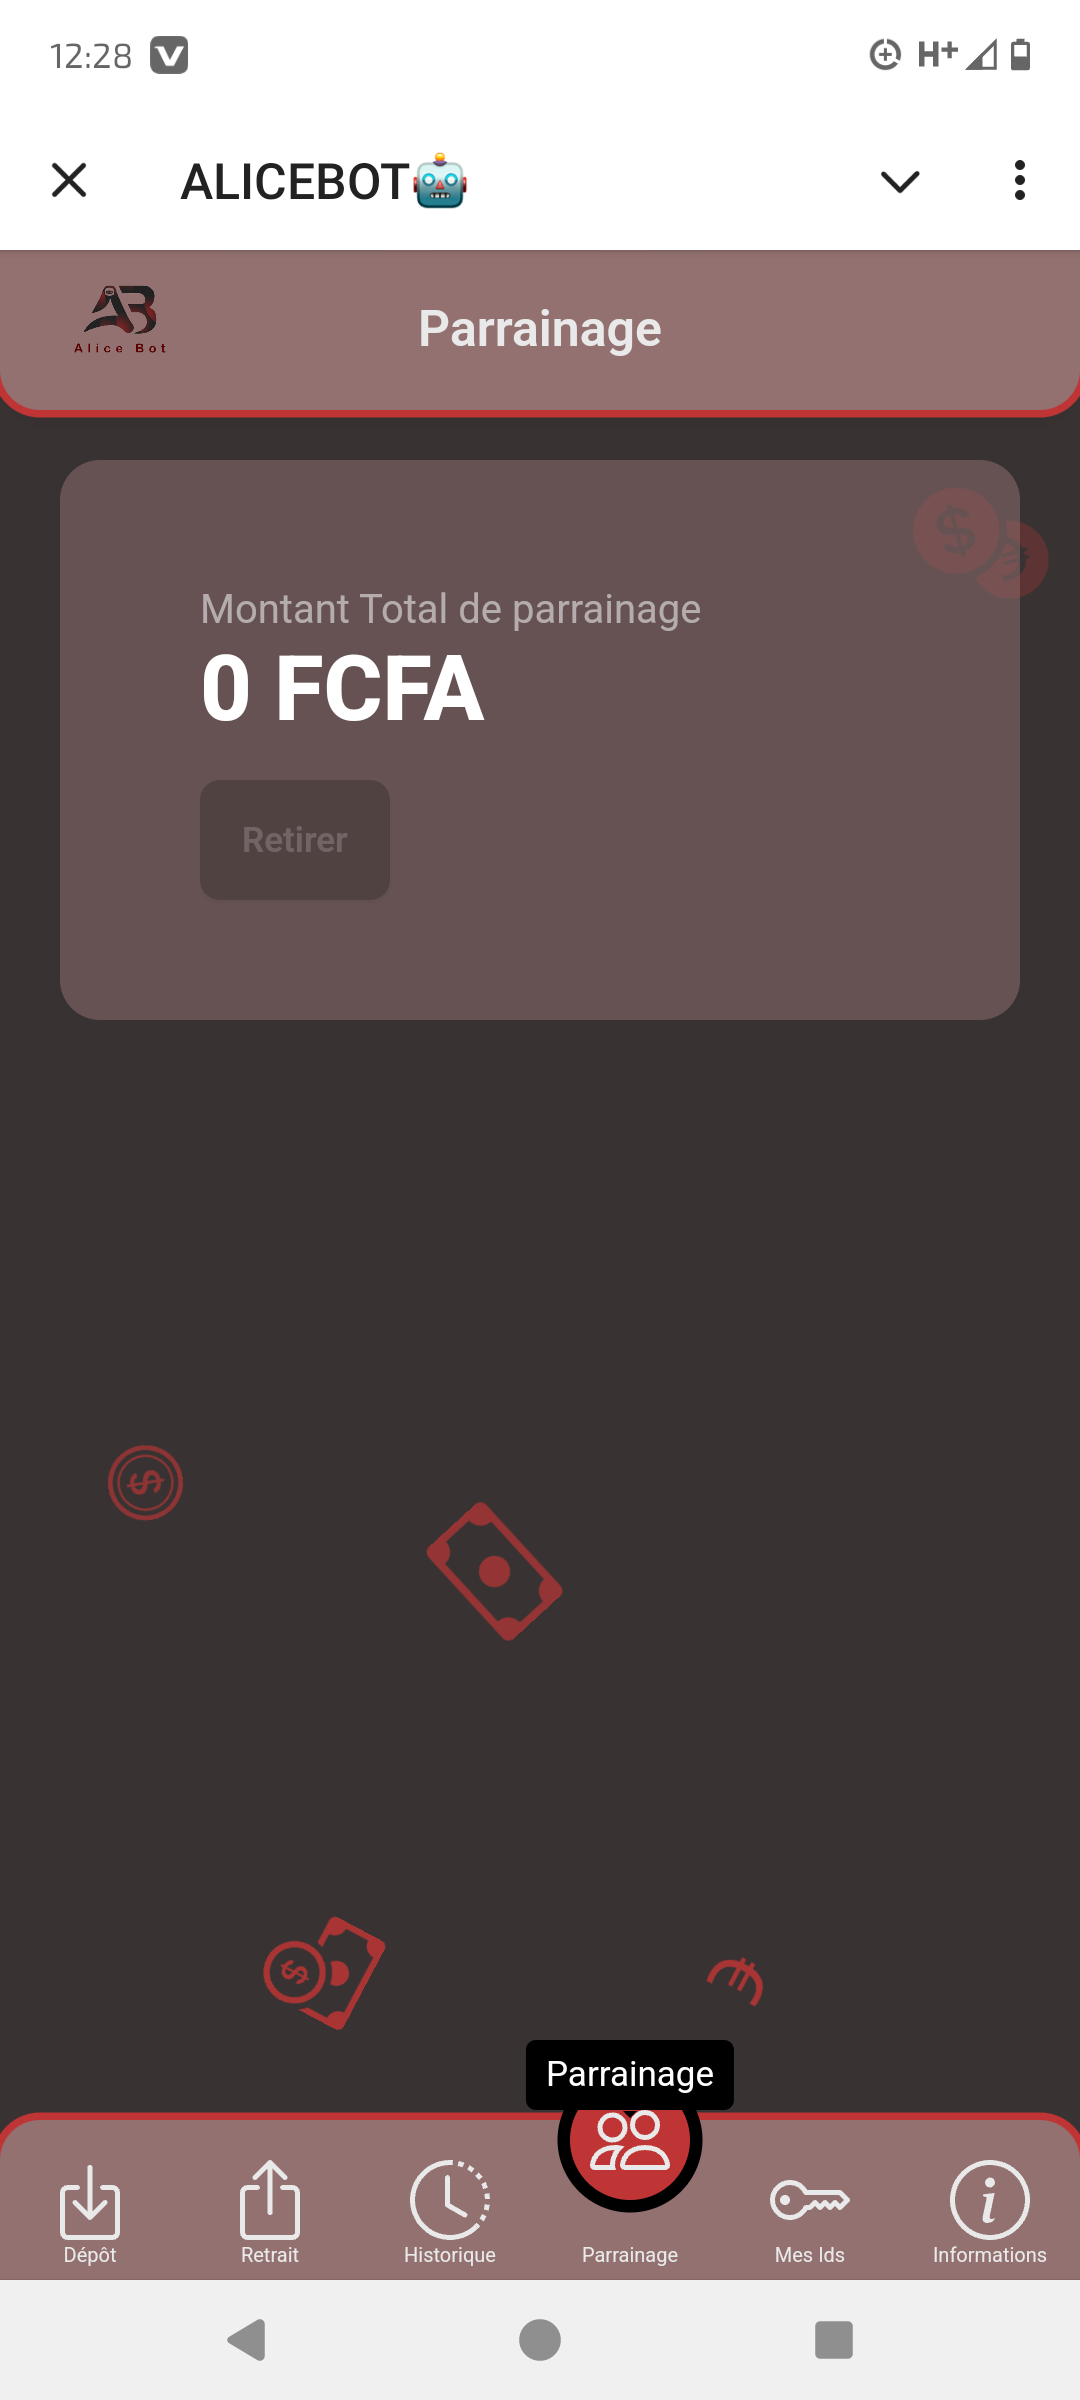 12:28
H+
ALICEBOT🤖
Alice Bot
Parrainage
Montant Total de parrainage
0 FCFA
Retirer
Parrainage
Dépôt
Retrait
Historique
Parrainage
Mes Ids
Informations